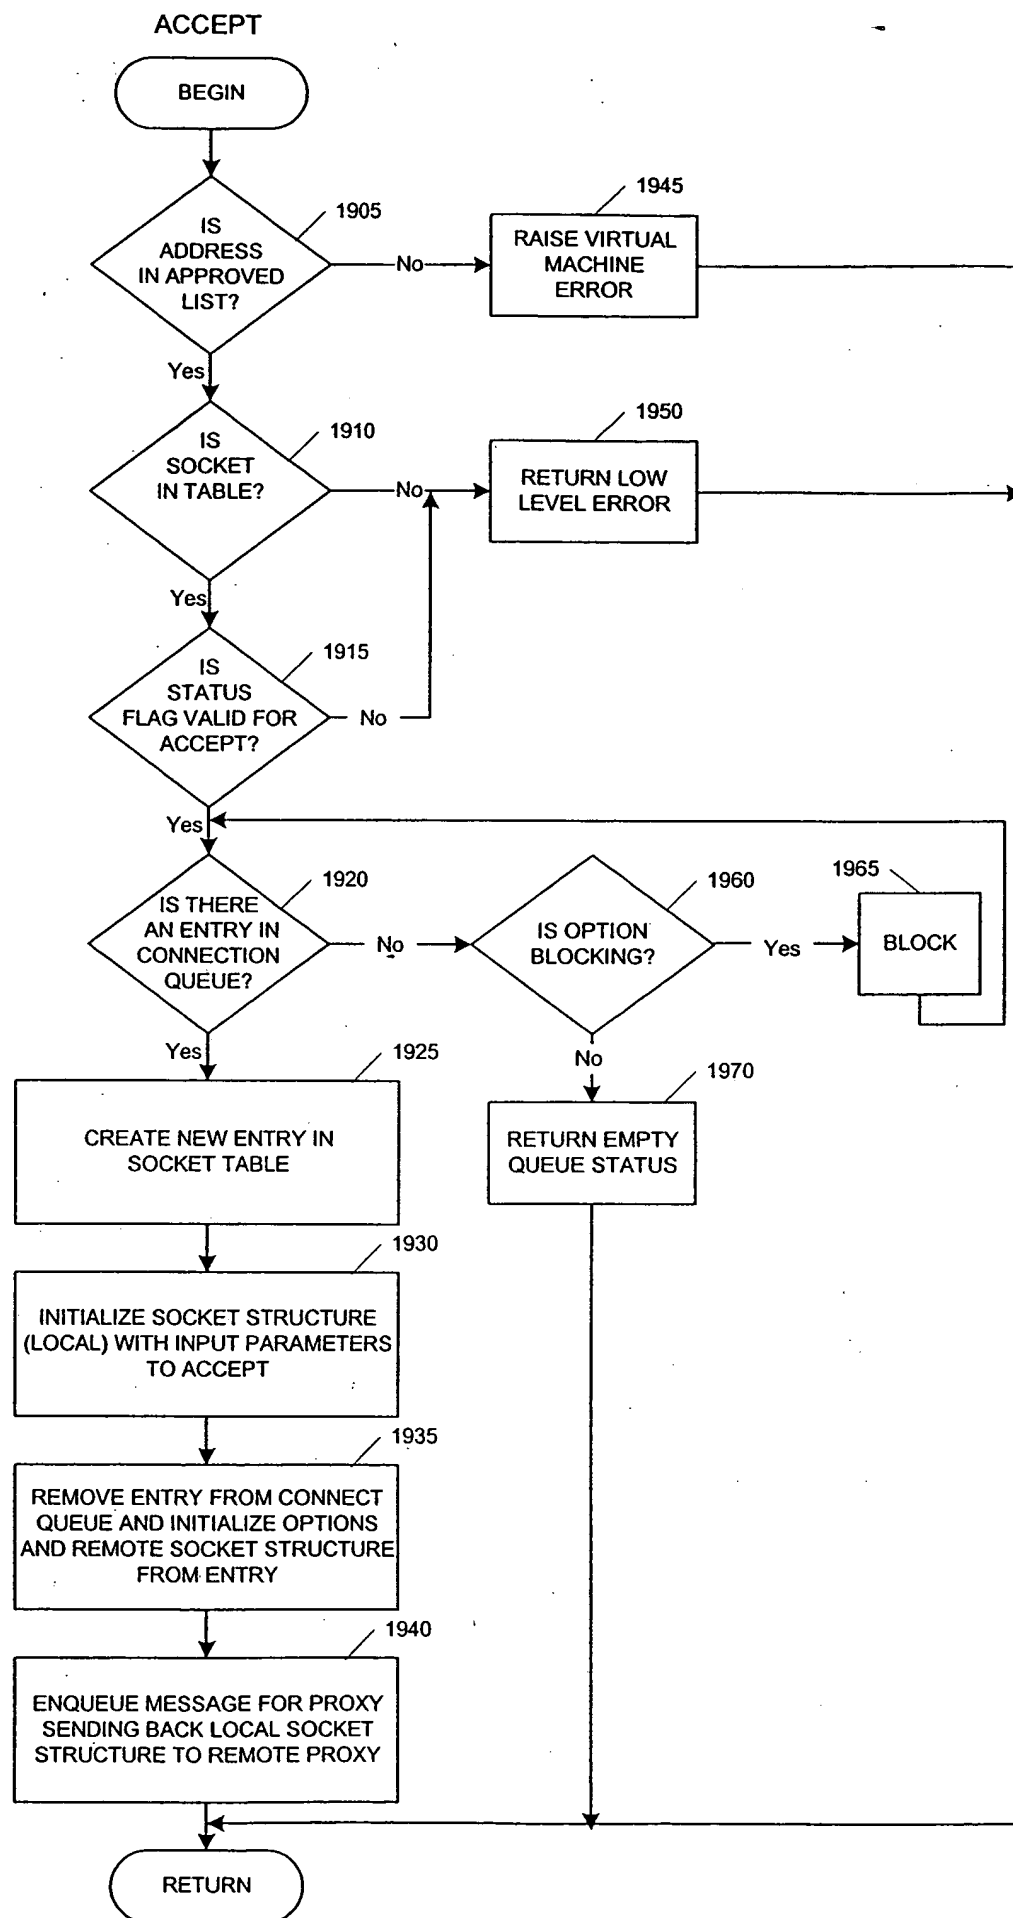 ACCEPT
BEGIN
1905
IS
ADDRESS
IN APPROVED
LIST?
No
1945
RAISE VIRTUAL
MACHINE
ERROR
Yes
1910
IS
SOCKET
IN TABLE?
No
1950
RETURN LOW
LEVEL ERROR
Yes
1915
IS
STATUS
FLAG VALID FOR
ACCEPT?
No
Yes
1920
IS THERE
AN ENTRY IN
CONNECTION
QUEUE?
No
1960
IS OPTION
BLOCKING?
Yes
1965
BLOCK
Yes
No
1925
CREATE NEW ENTRY IN
SOCKET TABLE
1970
RETURN EMPTY
QUEUE STATUS
1930
INITIALIZE SOCKET STRUCTURE
(LOCAL) WITH INPUT PARAMETERS
TO ACCEPT
1935
REMOVE ENTRY FROM CONNECT
QUEUE AND INITIALIZE OPTIONS
AND REMOTE SOCKET STRUCTURE
FROM ENTRY
1940
ENQUEUE MESSAGE FOR PROXY
SENDING BACK LOCAL SOCKET
STRUCTURE TO REMOTE PROXY
RETURN